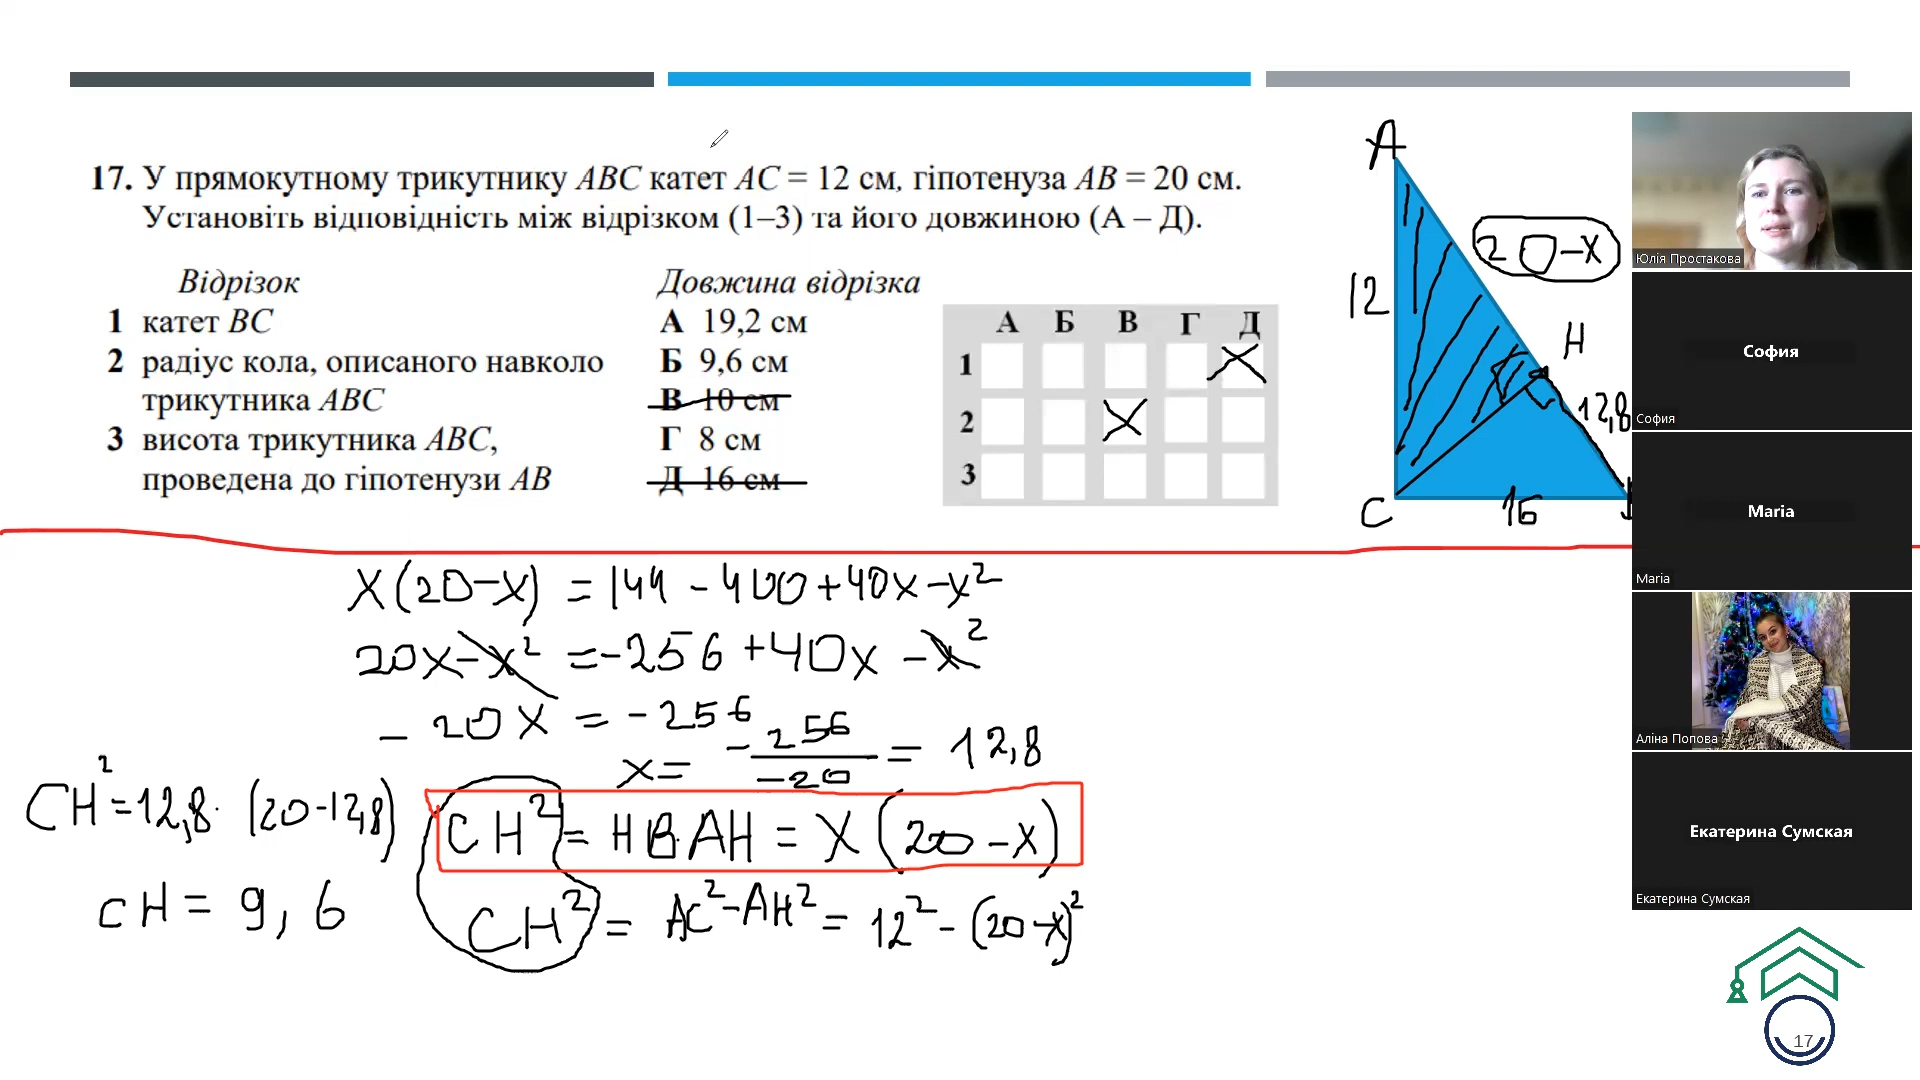 17. У прямокутному трикутнику ABC катет AC = 12 см, гіпотенуза AB = 20 см.
Установіть відповідність між відрізком (1–3) та його довжиною (А – Д).
Відрізок
1 катет BC
2 радіус кола, описаного навколо
трикутника ABC
3 висота трикутника ABC,
проведена до гіпотенузи AB
Довжина відрізка
А 19,2 см
Б 9,6 см
В 10 см
Г 8 см
Д 16 см
А Б В Г Д
1 X
2 X
3
A
20-x
12
H
12,8
C
16
x(20-x) = 144 - 400 + 40x - x²
20x - x² = -256 + 40x - x²
- 20x = - 256
x = -256/-20 = 12,8
CH² = 12,8 · (20-12,8)
CH² = HB·AH = x (20-x)
CH = 9,6
CH² = AC² - AH² = 12² - (20-x)²
Юлія Простакова
София
София
Maria
Maria
Аліна Попова
Екатерина Сумская
Екатерина Сумская
17